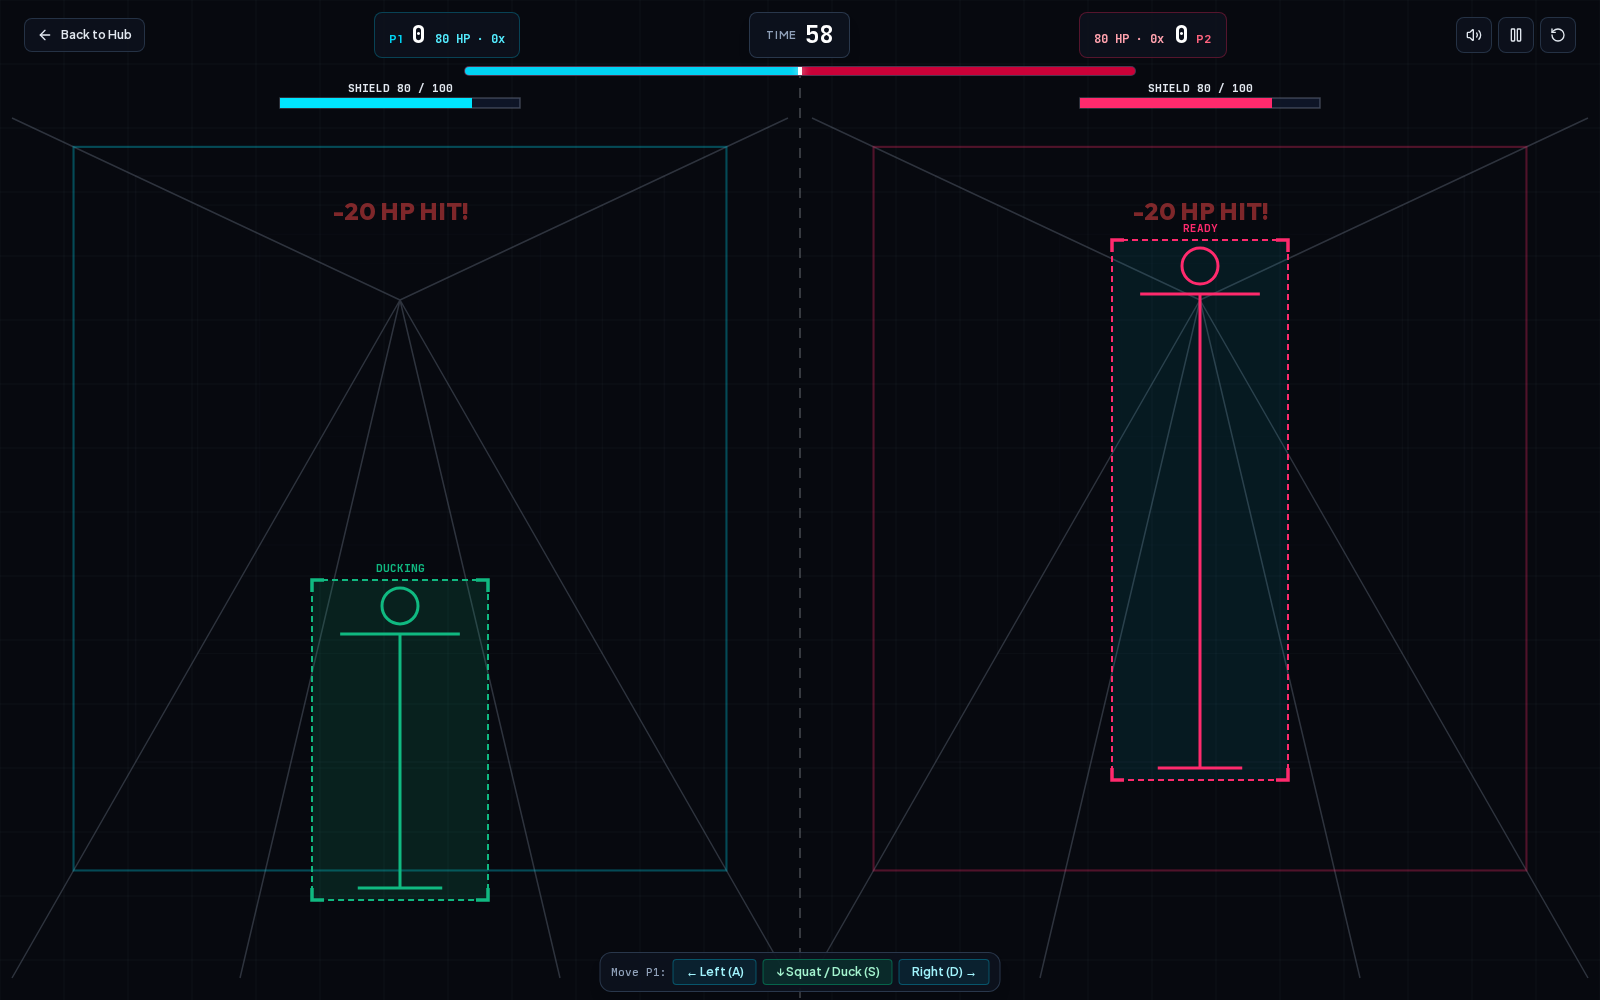 Back to Hub
P1 0 80 HP · 0x
TIME 58
80 HP · 0x 0 P2
SHIELD 80 / 100
SHIELD 80 / 100
-20 HP HIT!
-20 HP HIT!
READY
DUCKING
Move P1: ← Left (A) ↓ Squat / Duck (S) Right (D) →